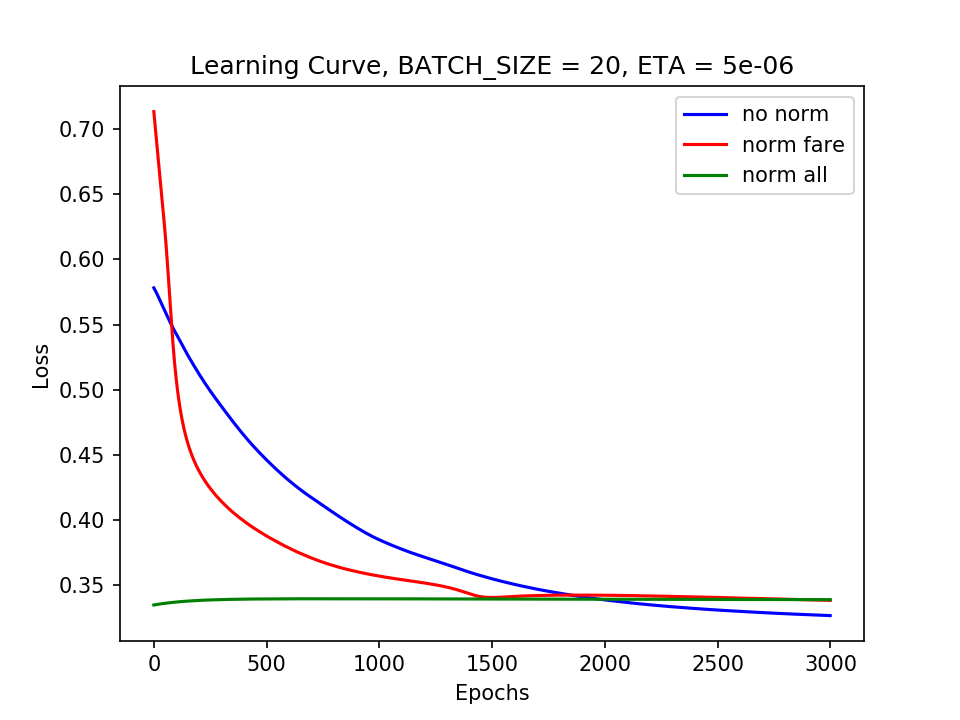 Learning Curve, BATCH_SIZE = 20, ETA = 5e-06
no norm
norm fare
norm all
0.70
0.65
0.60
0.55
0.50
0.45
0.40
0.35
Loss
0 500 1000 1500 2000 2500 3000
Epochs